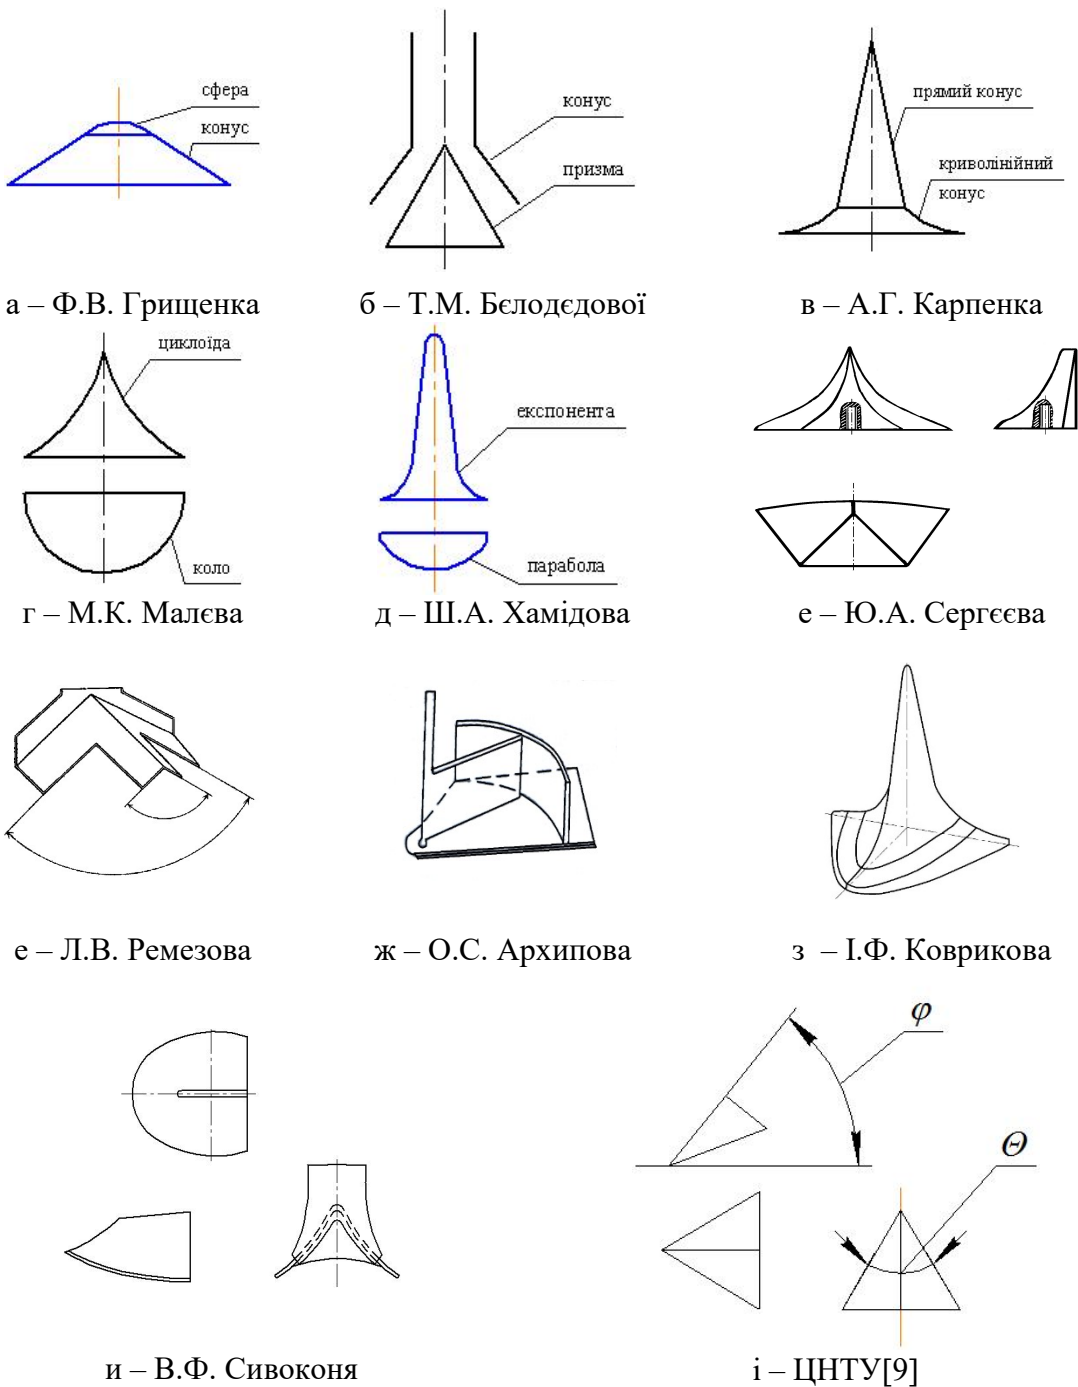 сфера
конус
конус
призма
прямий конус
криволінійний
конус
а – Ф.В. Грищенка
б – Т.М. Бєлодєдової
в – А.Г. Карпенка
циклоїда
коло
експонента
парабола
г – М.К. Малєва
д – Ш.А. Хамідова
е – Ю.А. Сергєєва
е – Л.В. Ремезова
ж – О.С. Архипова
з – І.Ф. Коврикова
φ
Θ
и – В.Ф. Сивоконя
і – ЦНТУ[9]